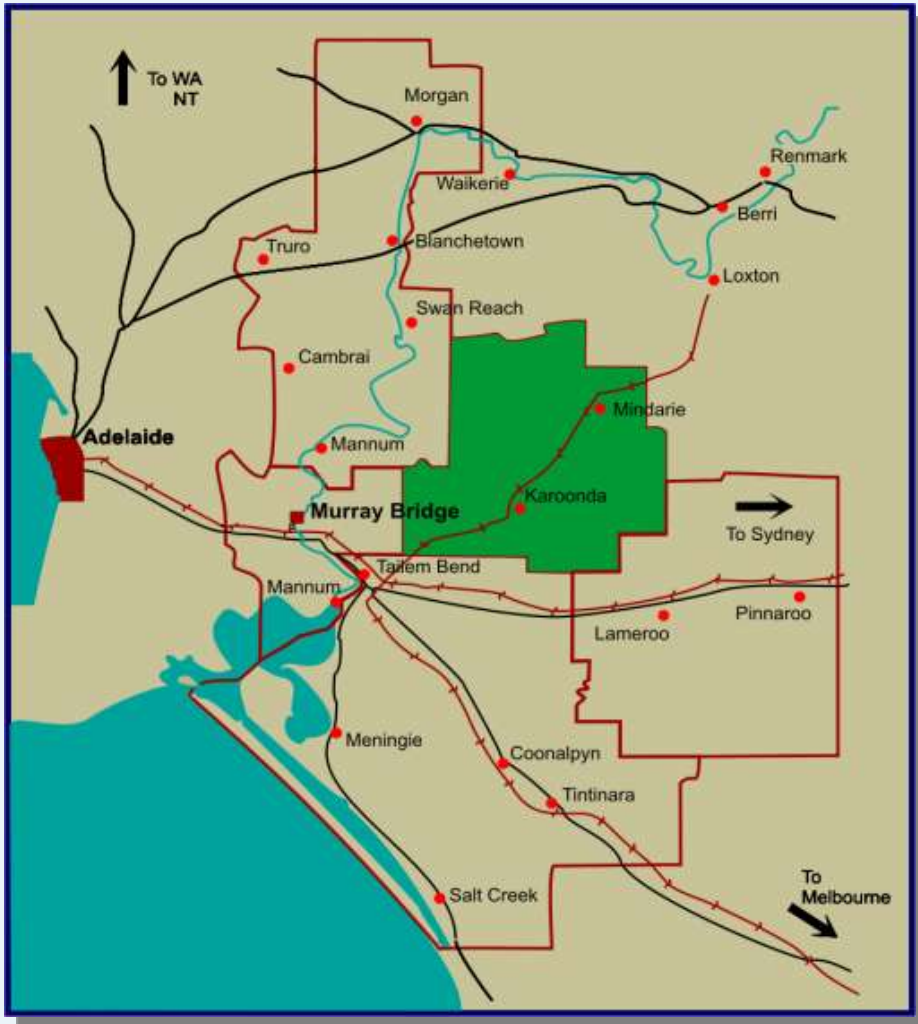 To WA
NT
Morgan
Renmark
Waikerie
Berri
Truro
Blanchetown
Loxton
Swan Reach
Cambrai
Mindarie
Adelaide
Mannum
Karoonda
Murray Bridge
To Sydney
Tailem Bend
Mannum
Pinnaroo
Lameroo
Meningie
Coonalpyn
Tintinara
To
Melbourne
Salt Creek